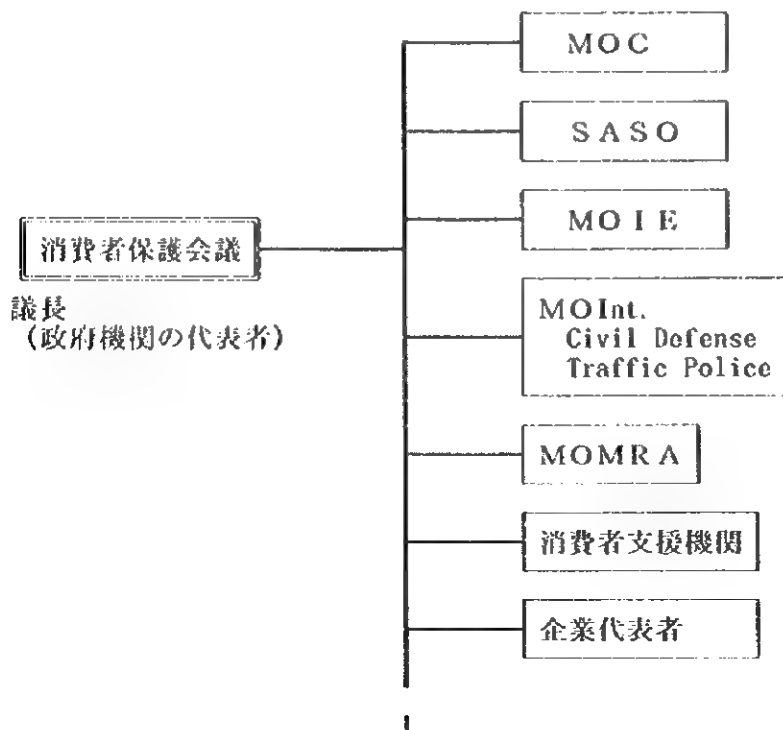 MOC
SASO
MOIE
消費者保護会議
議長
(政府機関の代表者)
MOInt.
Civil Defense
Traffic Police
MOMRA
消費者支援機関
企業代表者